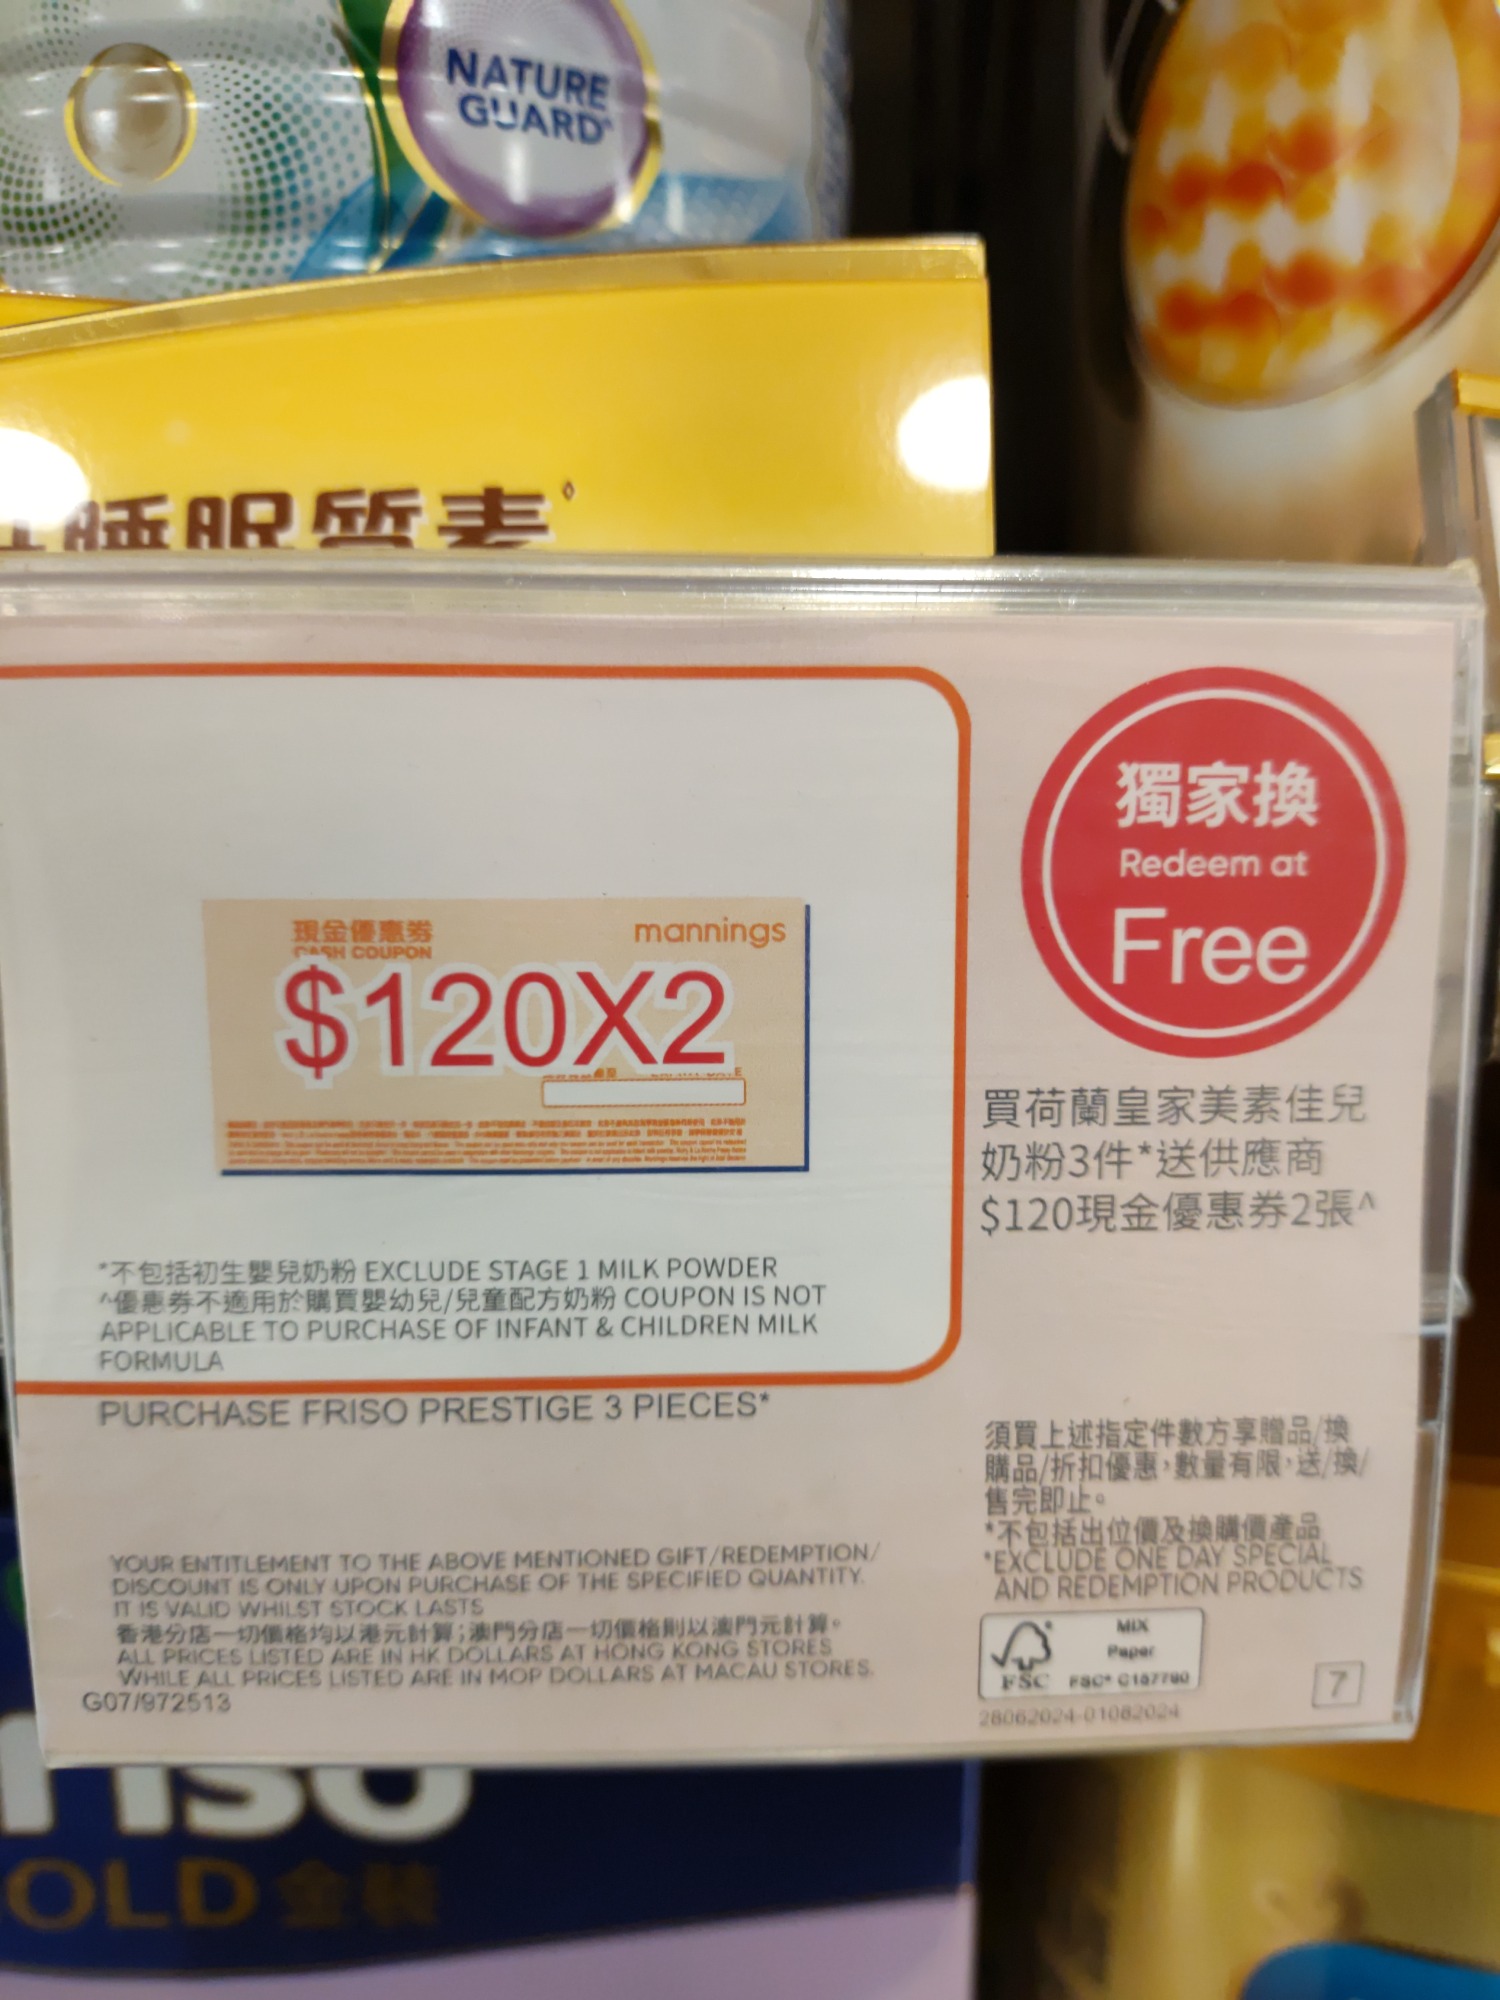 NATURE
GUARD
睡眠質素
獨家換
Redeem at
Free
現金優惠券
mannings
CASH COUPON
$120X2
買荷蘭皇家美素佳兒
奶粉3件*送供應商
$120現金優惠券2張^
*不包括初生嬰兒奶粉 EXCLUDE STAGE 1 MILK POWDER
^優惠券不適用於購買嬰幼兒/兒童配方奶粉 COUPON IS NOT
APPLICABLE TO PURCHASE OF INFANT & CHILDREN MILK
FORMULA
PURCHASE FRISO PRESTIGE 3 PIECES*
須買上述指定件數方享贈品/換
購品/折扣優惠,數量有限,送/換/
售完即止。
*不包括出位價及換購價產品
*EXCLUDE ONE DAY SPECIAL
AND REDEMPTION PRODUCTS
YOUR ENTITLEMENT TO THE ABOVE MENTIONED GIFT/REDEMPTION/
DISCOUNT IS ONLY UPON PURCHASE OF THE SPECIFIED QUANTITY.
IT IS VALID WHILST STOCK LASTS
香港分店一切價格均以港元計算;澳門分店一切價格則以澳門元計算。
ALL PRICES LISTED ARE IN HK DOLLARS AT HONG KONG STORES
WHILE ALL PRICES LISTED ARE IN MOP DOLLARS AT MACAU STORES.
G07/972513
MIX
Paper
FSC
FSC® C187780
7
28062024-01082024
OLD 金裝